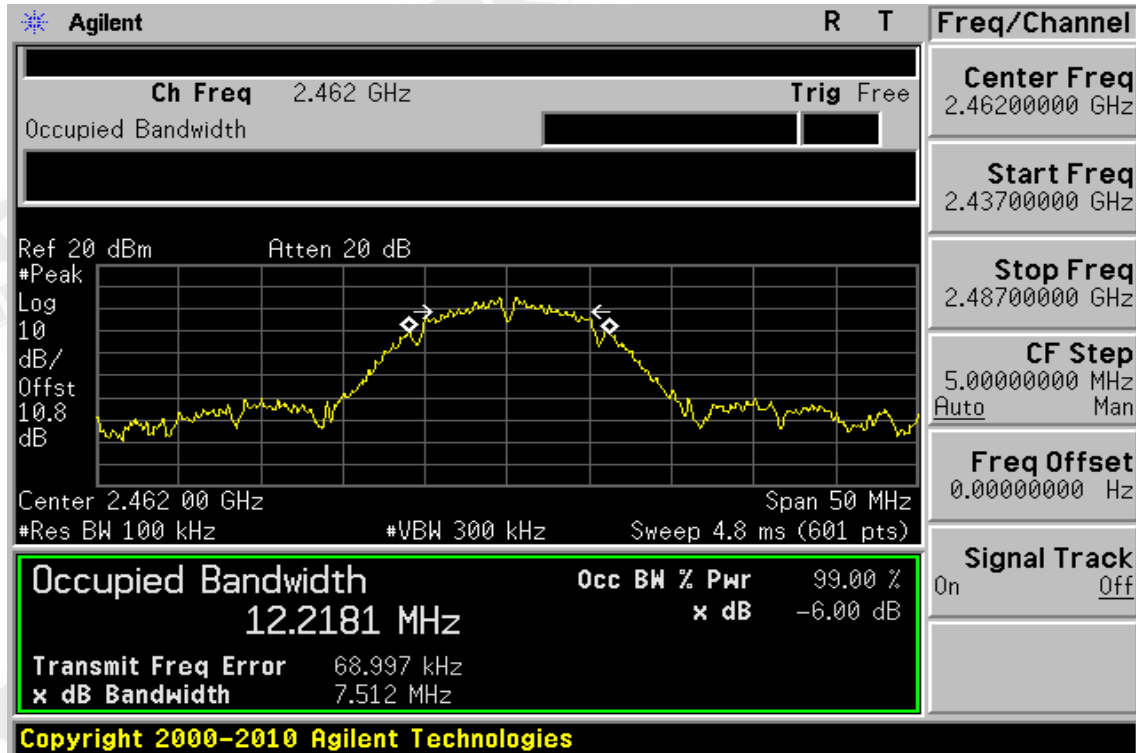 Agilent R T
Freq/Channel
Ch Freq 2.462 GHz Trig Free
Occupied Bandwidth
Center Freq
2.46200000 GHz
Start Freq
2.43700000 GHz
Stop Freq
2.48700000 GHz
CF Step
5.00000000 MHz
Auto Man
Freq Offset
0.00000000 Hz
Signal Track
On Off
Ref 20 dBm Atten 20 dB
#Peak
Log
10
dB/
Offst
10.8
dB
Center 2.462 00 GHz Span 50 MHz
#Res BW 100 kHz #VBW 300 kHz Sweep 4.8 ms (601 pts)
Occupied Bandwidth Occ BW % Pwr 99.00 %
12.2181 MHz x dB -6.00 dB
Transmit Freq Error 68.997 kHz
x dB Bandwidth 7.512 MHz
Copyright 2000-2010 Agilent Technologies